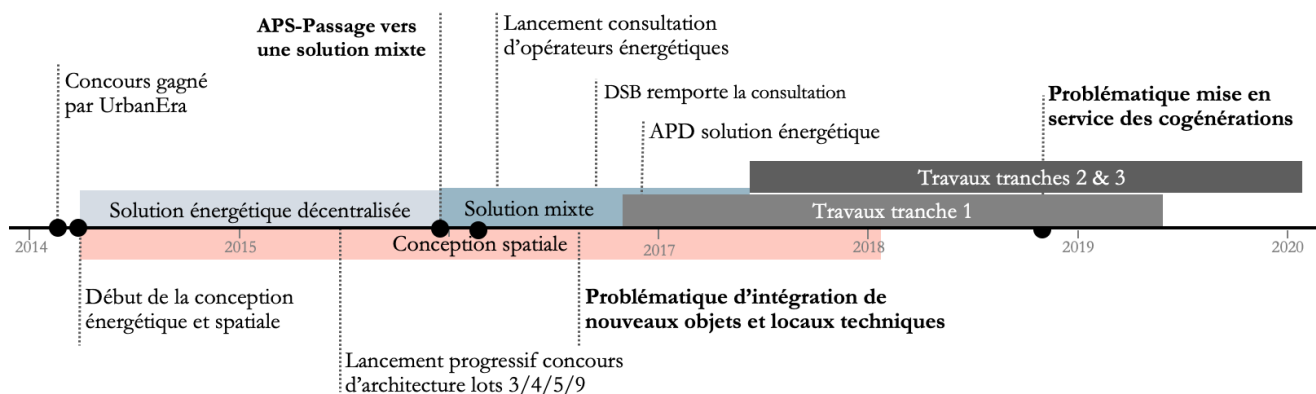 APS-Passage vers
une solution mixte
Lancement consultation
d'opérateurs énergétiques
Concours gagné
par UrbanEra
DSB remporte la consultation
Problématique mise en
service des cogénérations
APD solution énergétique
Travaux tranches 2 & 3
Solution énergétique décentralisée
Solution mixte
Travaux tranche 1
2014
2015
Conception spatiale
2017
2018
2019
2020
Début de la conception
énergétique et spatiale
Problématique d'intégration de
nouveaux objets et locaux techniques
Lancement progressif concours
d'architecture lots 3/4/5/9